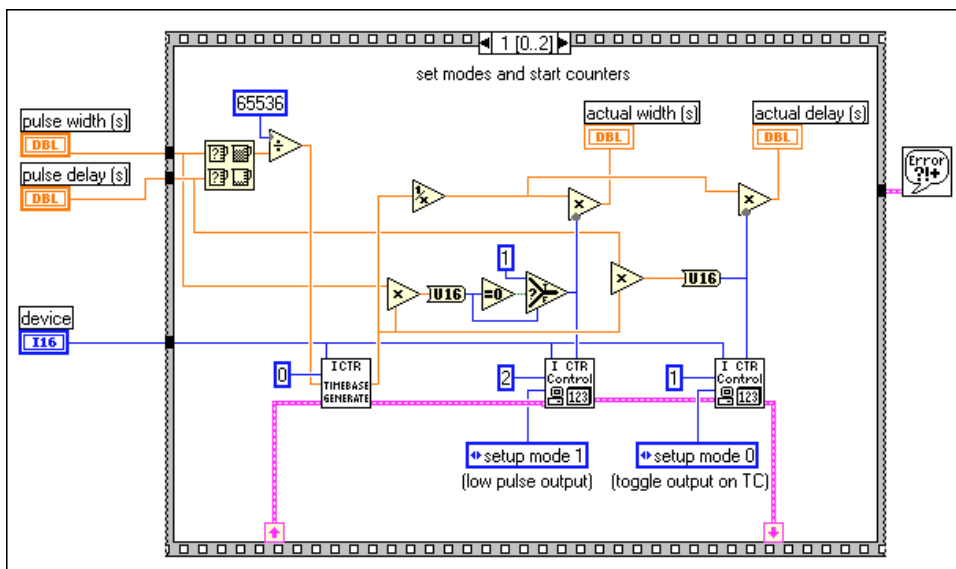 1 [0..2]
set modes and start counters
65536
actual width (s)
DBL
actual delay (s)
DBL
pulse width (s)
DBL
pulse delay (s)
DBL
Error
?!+
÷
1/x
x
x
1
x
U16
=0
?
x
U16
device
I16
0
I CTR
TIMEBASE
GENERATE
2
I CTR
Control
123
1
I CTR
Control
123
setup mode 1
(low pulse output)
setup mode 0
(toggle output on TC)